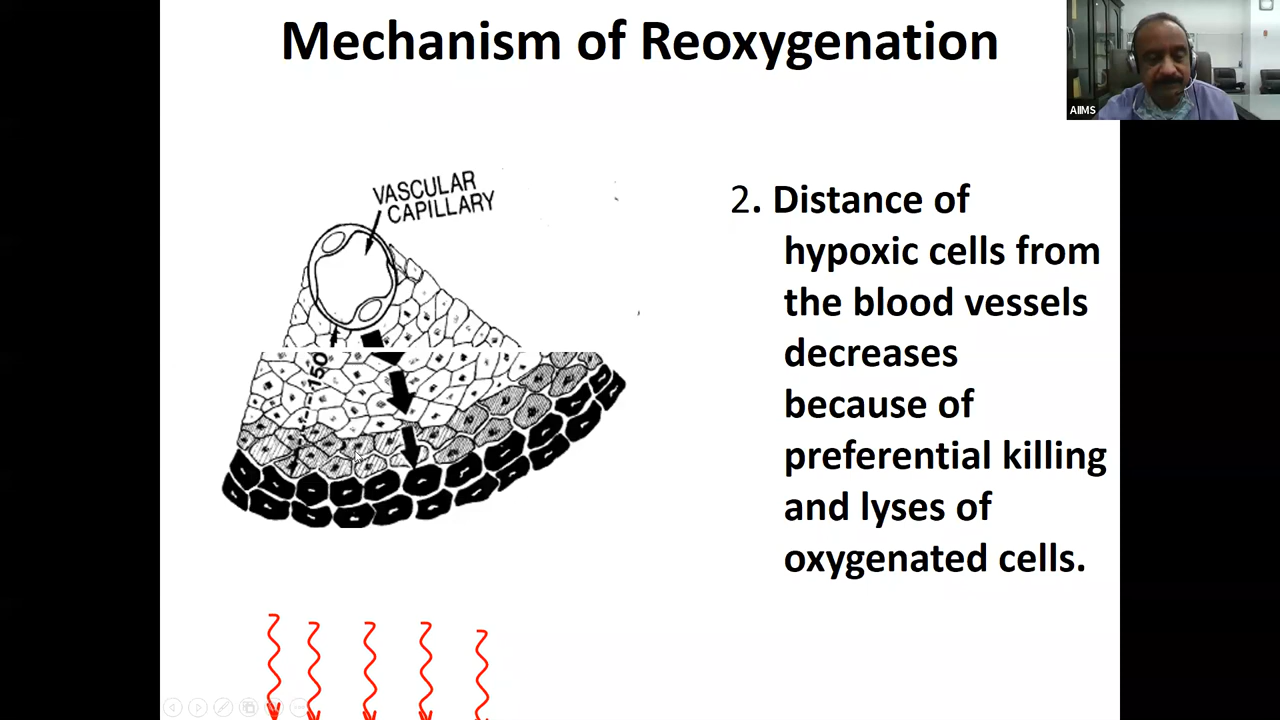 Mechanism of Reoxygenation
AIIMS
VASCULAR
CAPILLARY
150
2. Distance of
hypoxic cells from
the blood vessels
decreases
because of
preferential killing
and lyses of
oxygenated cells.